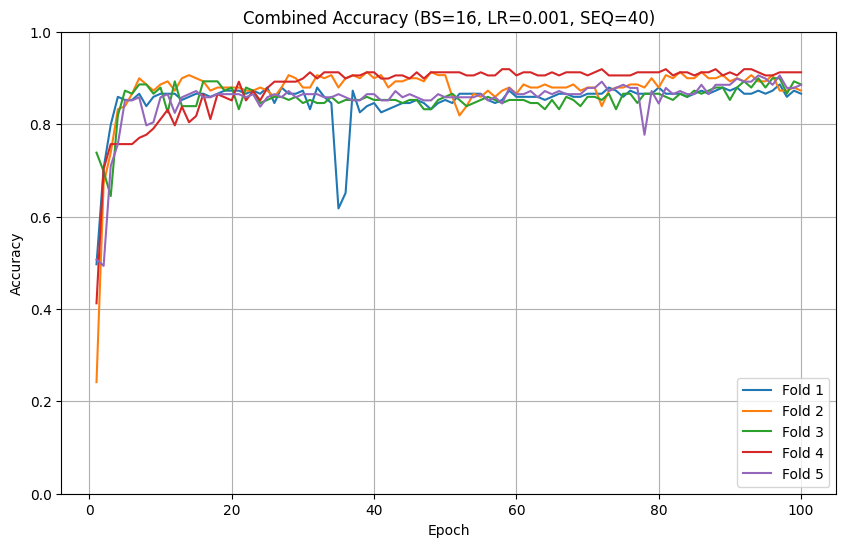 Combined Accuracy (BS=16, LR=0.001, SEQ=40)
1.0
0.8
0.6
0.4
0.2
0.0
Accuracy
0 20 40 60 80 100
Epoch
Fold 1
Fold 2
Fold 3
Fold 4
Fold 5